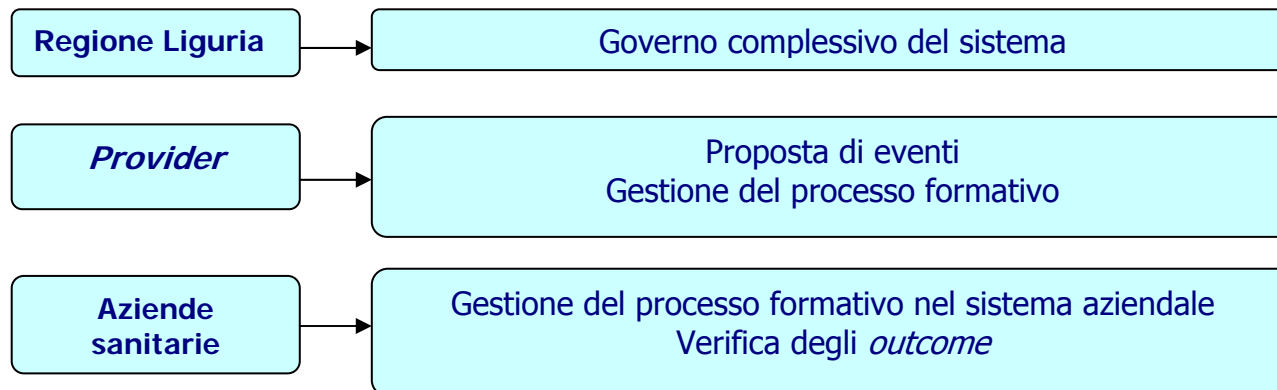 Regione Liguria
Governo complessivo del sistema
Provider
Proposta di eventi
Gestione del processo formativo
Aziende
sanitarie
Gestione del processo formativo nel sistema aziendale
Verifica degli outcome